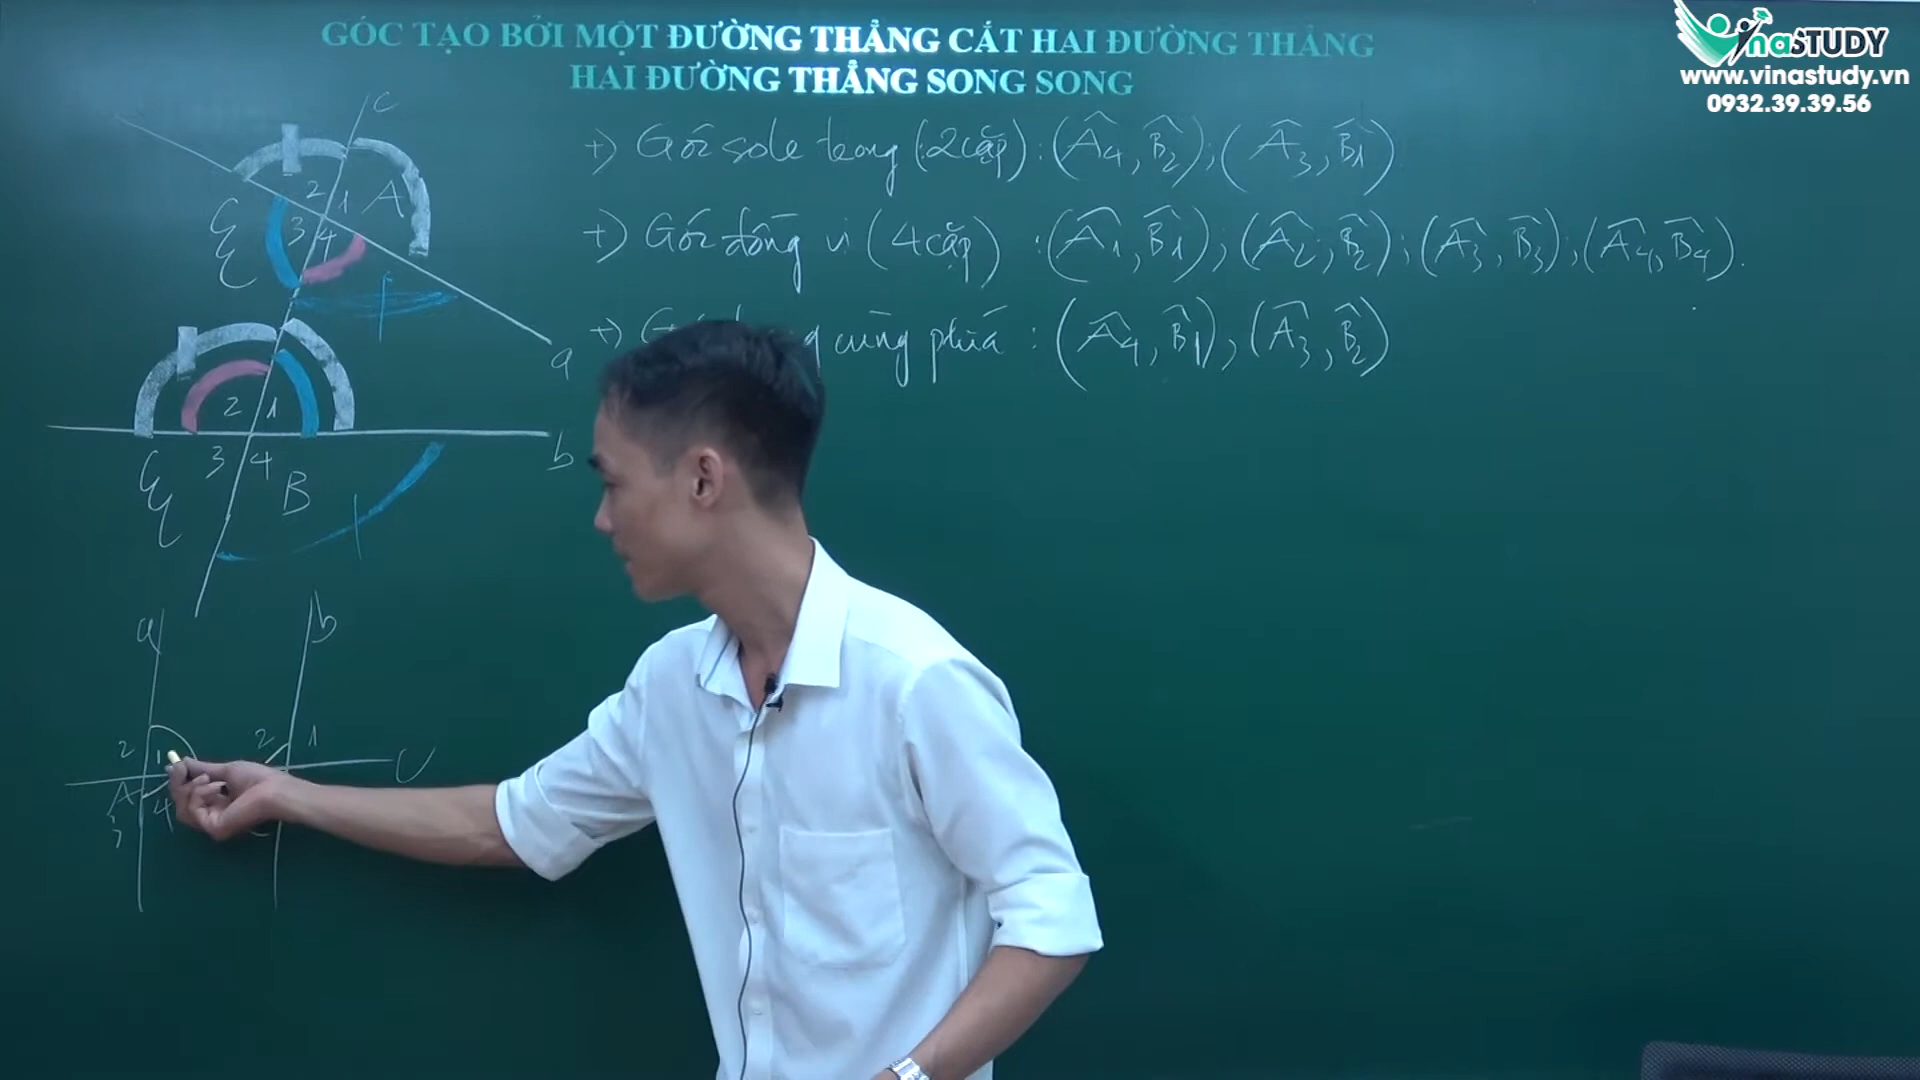 GÓC TẠO BỞI MỘT ĐƯỜNG THẲNG CẮT HAI ĐƯỜNG THẲNG
HAI ĐƯỜNG THẲNG SONG SONG
VinaSTUDY
www.vinastudy.vn
0932.39.39.56
+) Góc sole trong (2 cặp) : (Â4, B̂2); (Â3, B̂1)
+) Góc đồng vị (4 cặp) : (Â1, B̂1); (Â2, B̂2); (Â3, B̂3); (Â4, B̂4).
+) cùng phía : (Â4, B̂1), (Â3, B̂2)
c
2 1 A
3 4
a
2 1
b
3 4
B
a b
2 1 2 1
c
A 4
3